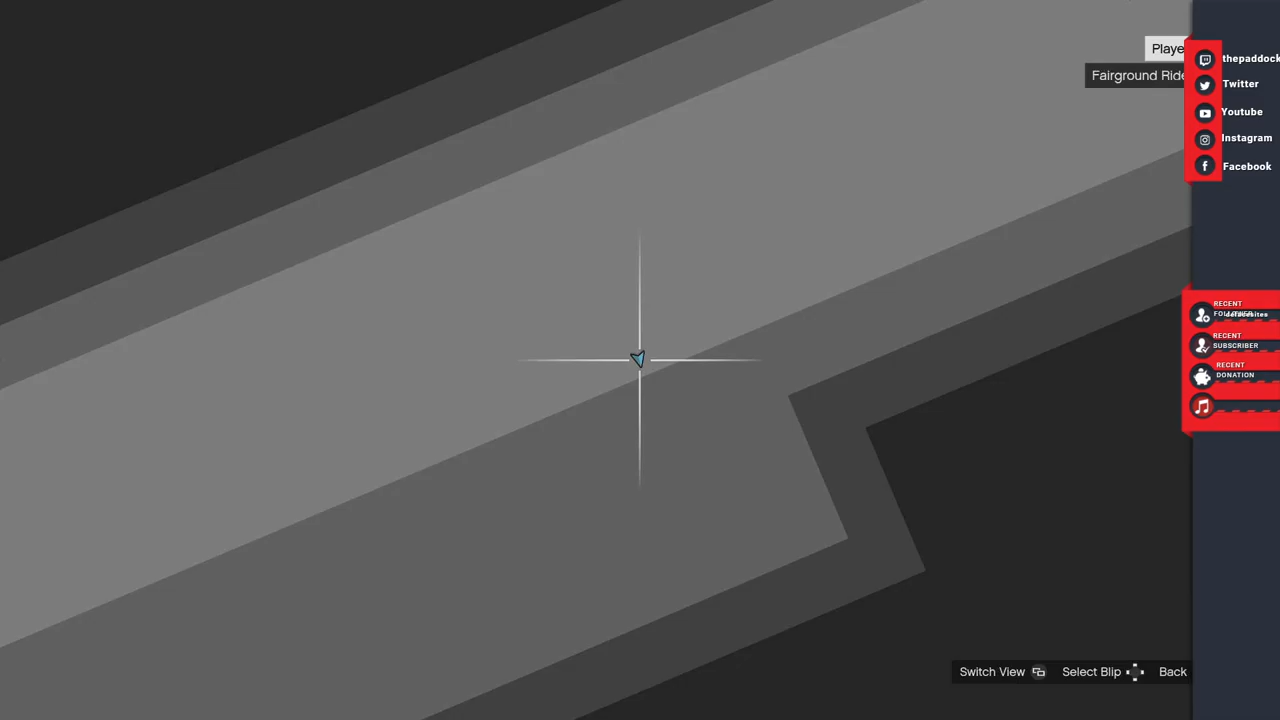 Playe
Fairground Ride
thepaddock
Twitter
Youtube
Instagram
Facebook
RECENT
RECENT
SUBSCRIBER
RECENT
DONATION
Switch View
Select Blip
Back